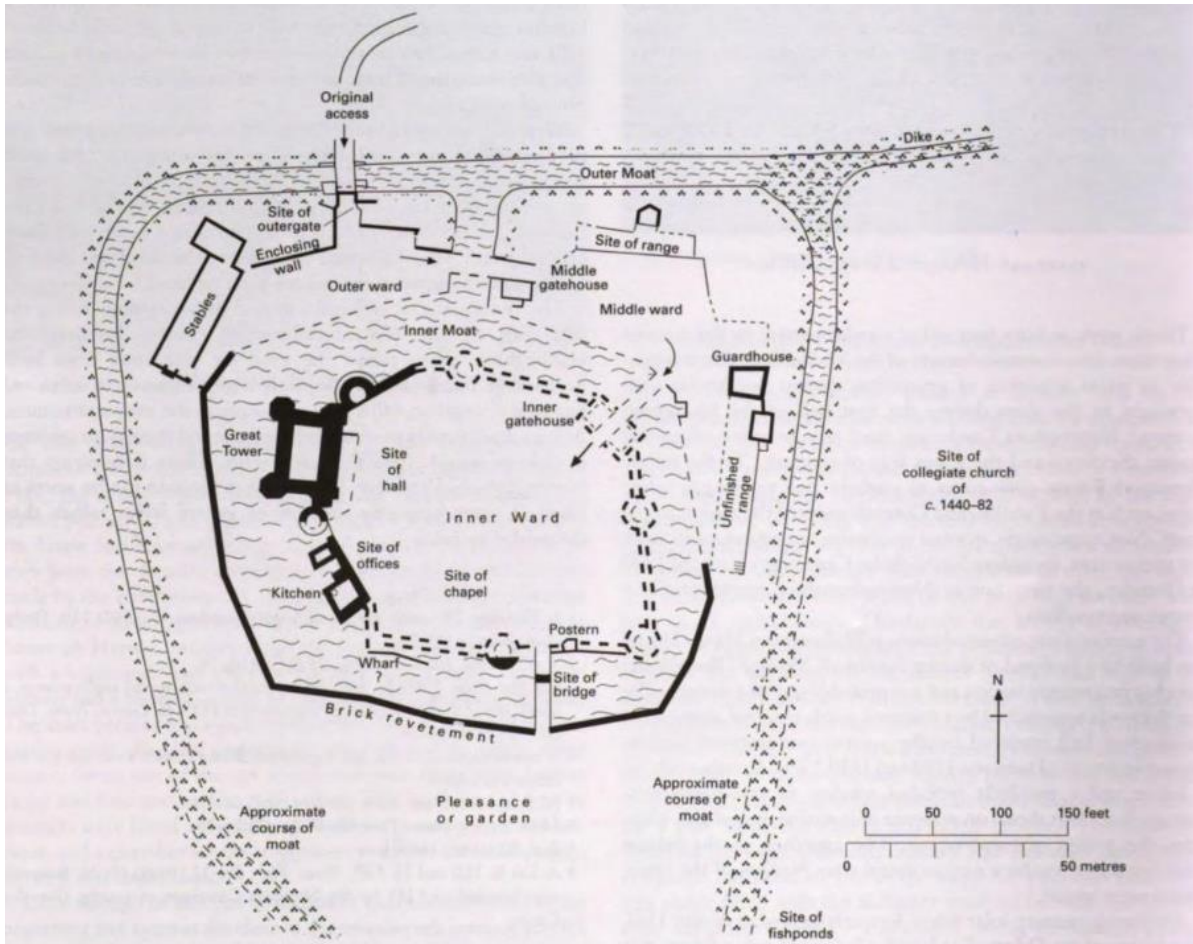 Original
access
Dike
Outer Moat
Site of
outergate
Enclosing
wall
Site of range
Stables
Outer ward
Middle
gatehouse
Middle ward
Inner Moat
Guardhouse
Inner
gatehouse
Great
Tower
Site
of
hall
Site of
collegiate church
of
c. 1440-82
Unfinished
range
Inner Ward
Site of offices
Site of
chapel
Kitchen
Postern
Wharf
?
Site of
bridge
Brick revetement
N
Pleasance
or garden
Approximate
course of
moat
Approximate
course of
moat
0 50 100 150 feet
0 50 metres
Site of
fishponds